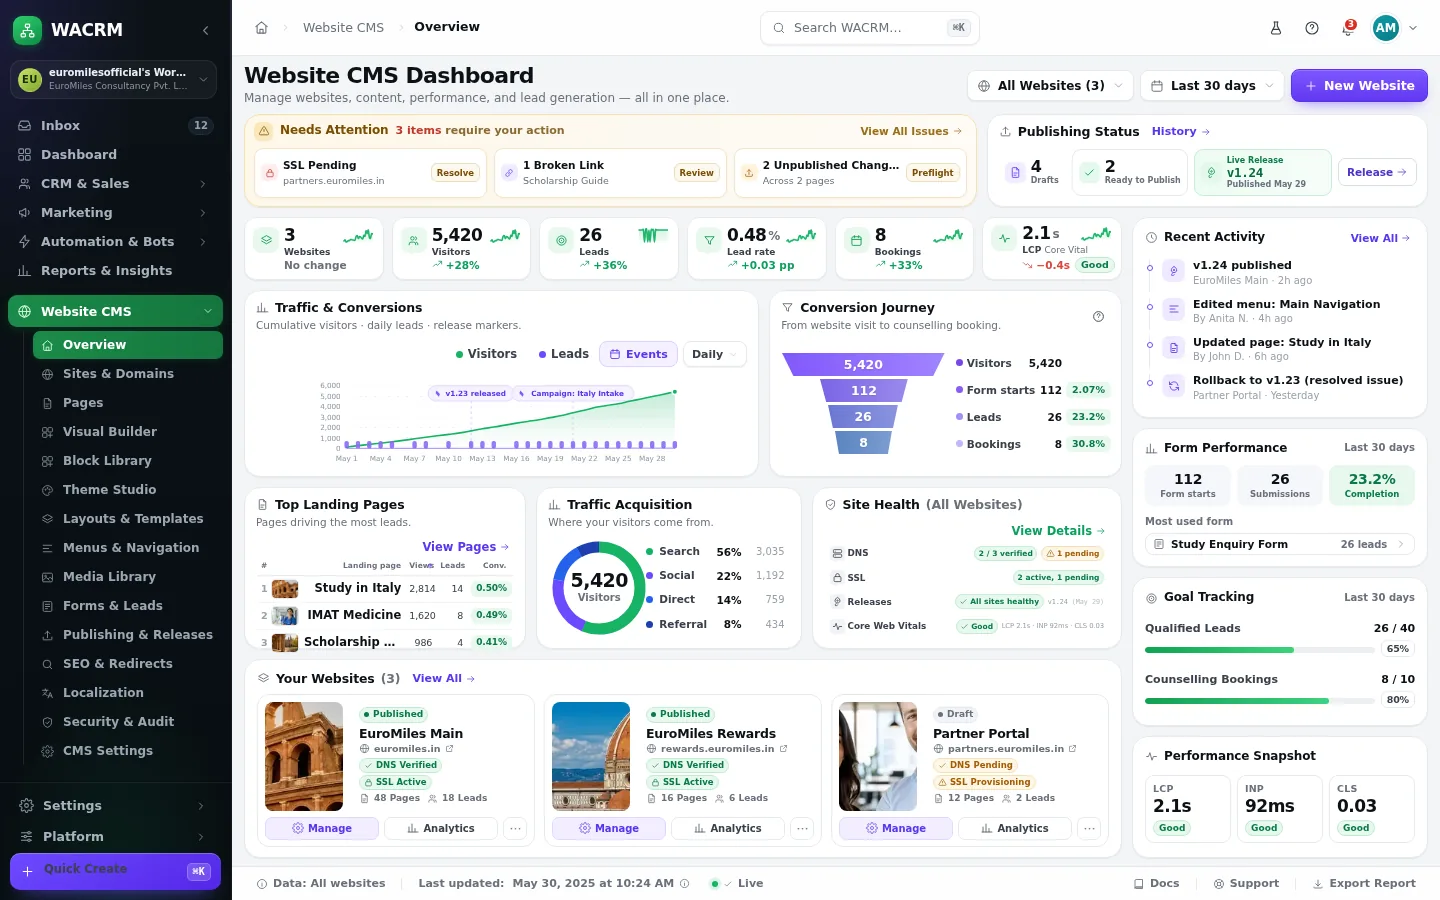 WACRM
EU
euromilesofficial's Wor...
EuroMiles Consultancy Pvt. L...
Inbox
12
Dashboard
CRM & Sales
Marketing
Automation & Bots
Reports & Insights
Website CMS
Overview
Sites & Domains
Pages
Visual Builder
Block Library
Theme Studio
Layouts & Templates
Menus & Navigation
Media Library
Forms & Leads
Publishing & Releases
SEO & Redirects
Localization
Security & Audit
CMS Settings
Settings
Platform
Quick Create
⌘K
Website CMS
Overview
Search WACRM...
⌘K
3
AM
Website CMS Dashboard
Manage websites, content, performance, and lead generation — all in one place.
All Websites (3)
Last 30 days
New Website
Needs Attention 3 items require your action
View All Issues →
SSL Pending
partners.euromiles.in
Resolve
1 Broken Link
Scholarship Guide
Review
2 Unpublished Chang...
Across 2 pages
Preflight
Publishing Status
History →
4
Drafts
2
Ready to Publish
Live Release
v1.24
Published May 29
Release →
3
Websites
No change
5,420
Visitors
+28%
26
Leads
+36%
0.48%
Lead rate
+0.03 pp
8
Bookings
+33%
2.1s
LCP Core Vital
−0.4s
Good
Traffic & Conversions
Cumulative visitors · daily leads · release markers.
Visitors
Leads
Events
Daily
6,000
5,000
4,000
3,000
2,000
1,000
0
v1.23 released
Campaign: Italy Intake
May 1
May 4
May 7
May 10
May 13
May 16
May 19
May 22
May 25
May 28
Conversion Journey
From website visit to counselling booking.
5,420
112
26
8
Visitors 5,420
Form starts 112 2.07%
Leads 26 23.2%
Bookings 8 30.8%
Top Landing Pages
Pages driving the most leads.
View Pages →
# Landing page Views Leads Conv.
1 Study in Italy 2,814 14 0.50%
2 IMAT Medicine 1,620 8 0.49%
3 Scholarship ... 986 4 0.41%
Traffic Acquisition
Where your visitors come from.
5,420
Visitors
Search 56% 3,035
Social 22% 1,192
Direct 14% 759
Referral 8% 434
Site Health (All Websites)
View Details →
DNS
2 / 3 verified
1 pending
SSL
2 active, 1 pending
Releases
All sites healthy
v1.24 (May 29)
Core Web Vitals
Good
LCP 2.1s · INP 92ms · CLS 0.03
Your Websites (3)
View All →
Published
EuroMiles Main
euromiles.in
DNS Verified
SSL Active
48 Pages
18 Leads
Manage
Analytics
...
Published
EuroMiles Rewards
rewards.euromiles.in
DNS Verified
SSL Active
16 Pages
6 Leads
Manage
Analytics
...
Draft
Partner Portal
partners.euromiles.in
DNS Pending
SSL Provisioning
12 Pages
2 Leads
Manage
Analytics
...
Recent Activity
View All →
v1.24 published
EuroMiles Main · 2h ago
Edited menu: Main Navigation
By Anita N. · 4h ago
Updated page: Study in Italy
By John D. · 6h ago
Rollback to v1.23 (resolved issue)
Partner Portal · Yesterday
Form Performance
Last 30 days
112
Form starts
26
Submissions
23.2%
Completion
Most used form
Study Enquiry Form
26 leads
Goal Tracking
Last 30 days
Qualified Leads
26 / 40
65%
Counselling Bookings
8 / 10
80%
Performance Snapshot
LCP
2.1s
Good
INP
92ms
Good
CLS
0.03
Good
Data: All websites
Last updated: May 30, 2025 at 10:24 AM
Live
Docs
Support
Export Report